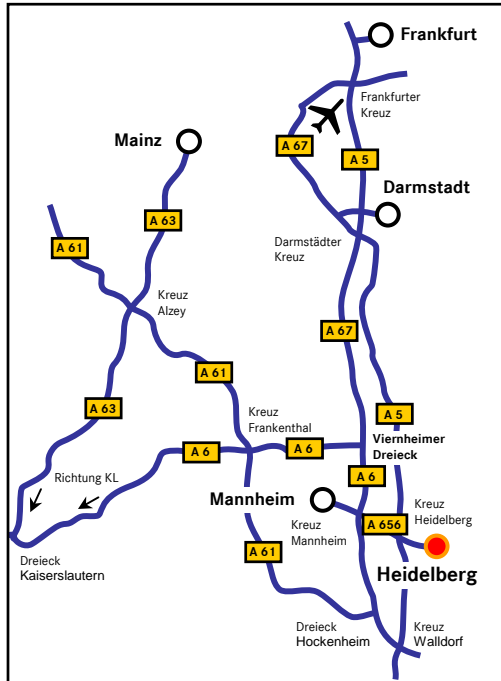 Frankfurt
Frankfurter
Kreuz
Mainz
A 67
A 5
Darmstadt
A 63
A 61
Darmstädter
Kreuz
Kreuz
Alzey
A 67
A 61
A 63
A 5
Kreuz
Frankenthal
Viernheimer
Dreieck
A 6
A 6
A 6
Richtung KL
Mannheim
Kreuz
Heidelberg
A 656
Kreuz
Mannheim
A 61
Heidelberg
Dreieck
Kaiserslautern
Dreieck
Hockenheim
Kreuz
Walldorf